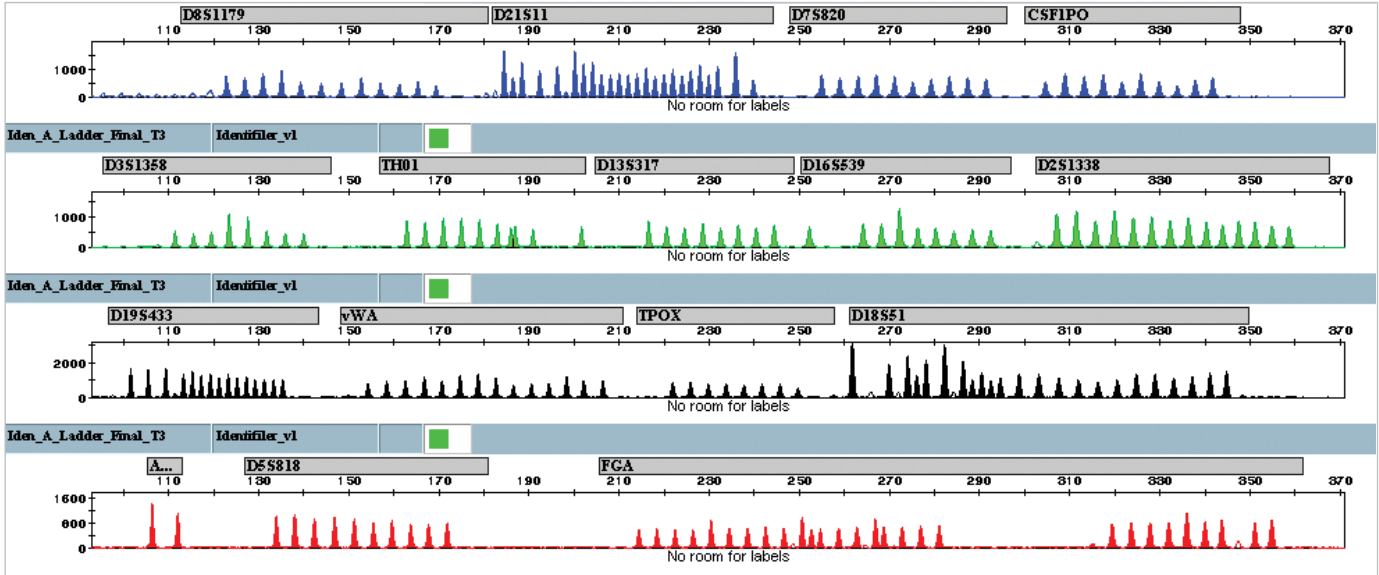 D8S1179 D21S11 D7S820 CSF1PO
110 130 150 170 190 210 230 250 270 290 310 330 350 370
1000
0
No room for labels
Iden_A_Ladder_Final_T3 Identifiler_v1
D3S1358 TH01 D13S317 D16S539 D2S1338
110 130 150 170 190 210 230 250 270 290 310 330 350 370
1000
0
No room for labels
Iden_A_Ladder_Final_T3 Identifiler_v1
D19S433 vWA TPOX D18S51
110 130 150 170 190 210 230 250 270 290 310 330 350 370
2000
0
No room for labels
Iden_A_Ladder_Final_T3 Identifiler_v1
A... D5S818 FGA
110 130 150 170 190 210 230 250 270 290 310 330 350 370
1600
800
0
No room for labels